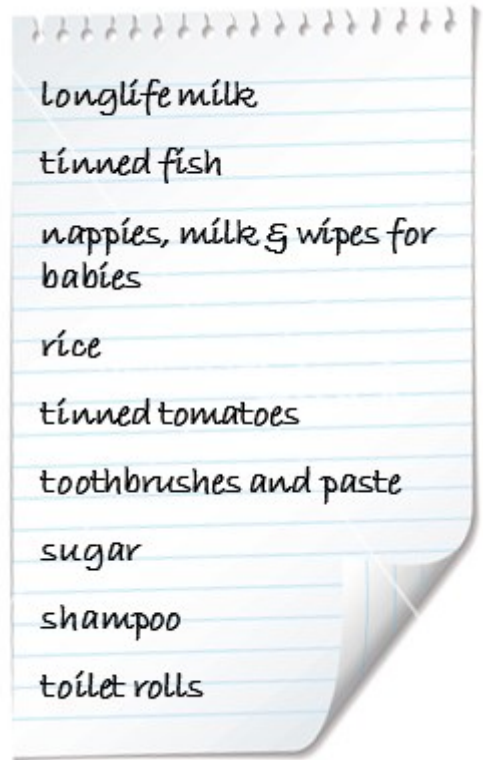 longlife milk
tinned fish
nappies, milk & wipes for
babies
rice
tinned tomatoes
toothbrushes and paste
sugar
shampoo
toilet rolls